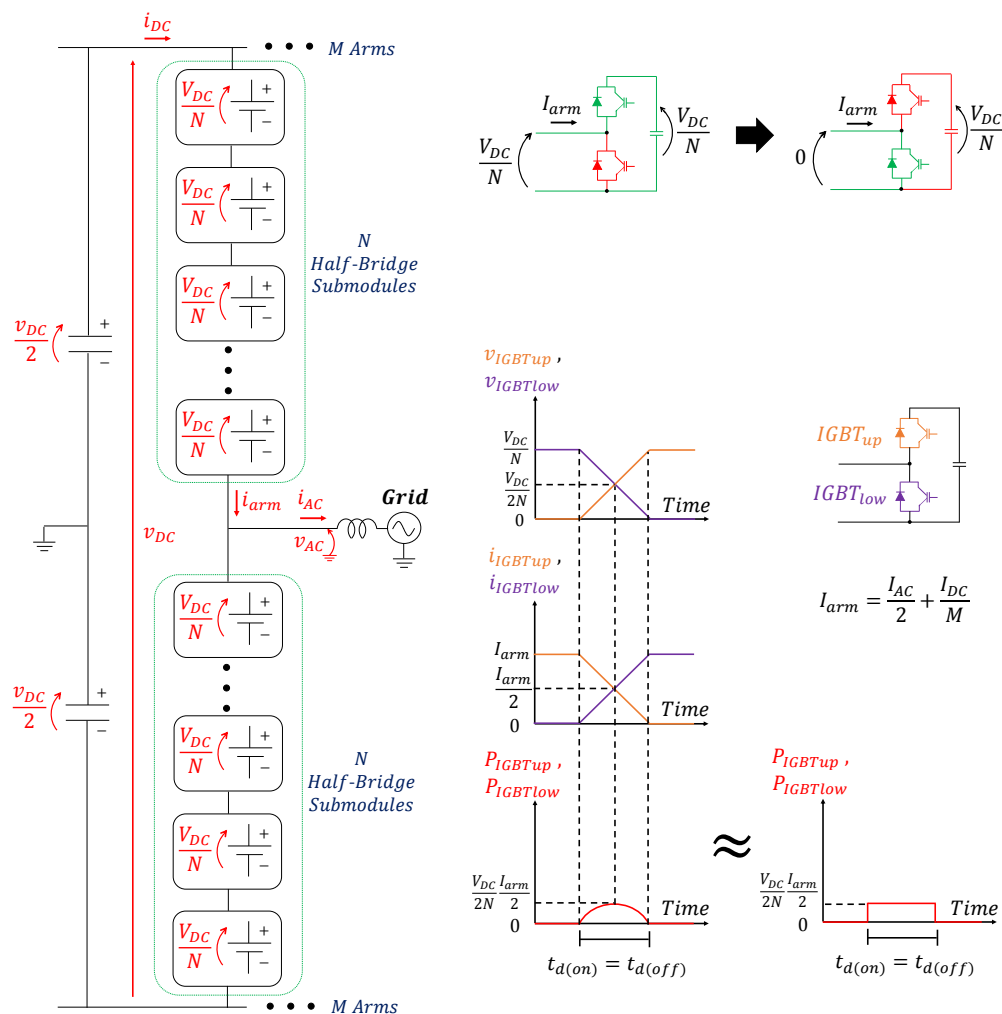 i_DC
M Arms
V_DC/N + −
V_DC/N + −
N
Half-Bridge
Submodules
V_DC/N + −
v_DC/2 + −
V_DC/N + −
i_arm
i_AC
Grid
v_DC
v_AC
V_DC/N + −
v_DC/2 + −
V_DC/N + −
N
Half-Bridge
Submodules
V_DC/N + −
V_DC/N + −
M Arms
I_arm
V_DC/N
V_DC/N
I_arm
0
V_DC/N
v_IGBTup ,
v_IGBTlow
V_DC/N
V_DC/2N
0
Time
IGBT_up
IGBT_low
i_IGBTup ,
i_IGBTlow
I_arm
I_arm/2
0
Time
I_arm = I_AC/2 + I_DC/M
P_IGBTup ,
P_IGBTlow
V_DC/2N I_arm/2
0
Time
t_d(on) = t_d(off)
≈
P_IGBTup ,
P_IGBTlow
V_DC/2N I_arm/2
0
Time
t_d(on) = t_d(off)